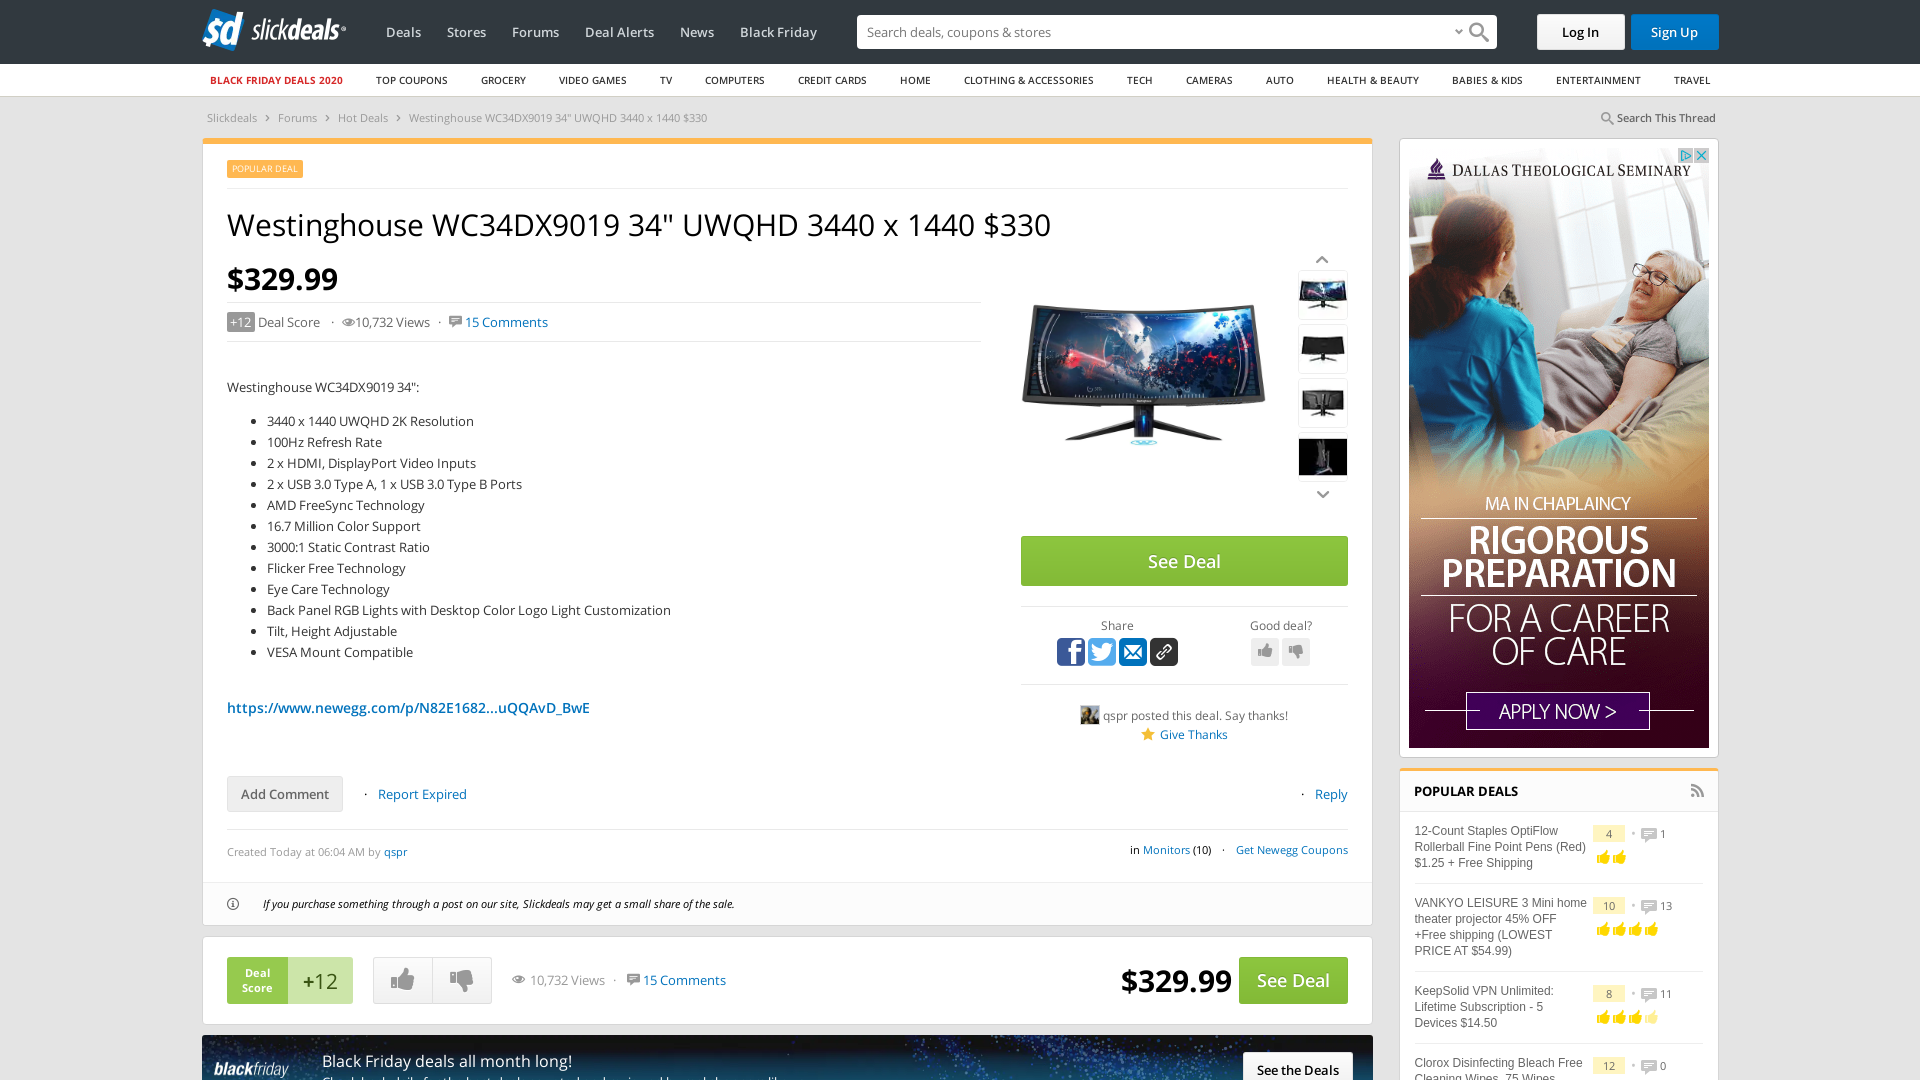 slickdeals
Deals
Stores
Forums
Deal Alerts
News
Black Friday
Search deals, coupons & stores
Log In
Sign Up
BLACK FRIDAY DEALS 2020
TOP COUPONS
GROCERY
VIDEO GAMES
TV
COMPUTERS
CREDIT CARDS
HOME
CLOTHING & ACCESSORIES
TECH
CAMERAS
AUTO
HEALTH & BEAUTY
BABIES & KIDS
ENTERTAINMENT
TRAVEL
Slickdeals > Forums > Hot Deals > Westinghouse WC34DX9019 34" UWQHD 3440 x 1440 $330
Search This Thread
POPULAR DEAL
Westinghouse WC34DX9019 34" UWQHD 3440 x 1440 $330
$329.99
+12 Deal Score · 10,732 Views · 15 Comments
Westinghouse WC34DX9019 34":
• 3440 x 1440 UWQHD 2K Resolution
• 100Hz Refresh Rate
• 2 x HDMI, DisplayPort Video Inputs
• 2 x USB 3.0 Type A, 1 x USB 3.0 Type B Ports
• AMD FreeSync Technology
• 16.7 Million Color Support
• 3000:1 Static Contrast Ratio
• Flicker Free Technology
• Eye Care Technology
• Back Panel RGB Lights with Desktop Color Logo Light Customization
• Tilt, Height Adjustable
• VESA Mount Compatible
https://www.newegg.com/p/N82E1682...uQQAvD_BwE
See Deal
Share
Good deal?
qspr posted this deal. Say thanks!
Give Thanks
Add Comment
· Report Expired
· Reply
Created Today at 06:04 AM by qspr
in Monitors (10) · Get Newegg Coupons
If you purchase something through a post on our site, Slickdeals may get a small share of the sale.
Deal
Score
+12
10,732 Views · 15 Comments
$329.99
See Deal
blackfriday
Black Friday deals all month long!
See the Deals
DALLAS THEOLOGICAL SEMINARY
MA IN CHAPLAINCY
RIGOROUS
PREPARATION
FOR A CAREER
OF CARE
APPLY NOW >
POPULAR DEALS
12-Count Staples OptiFlow
Rollerball Fine Point Pens (Red)
$1.25 + Free Shipping
4 • 1
VANKYO LEISURE 3 Mini home
theater projector 45% OFF
+Free shipping (LOWEST
PRICE AT $54.99)
10 • 13
KeepSolid VPN Unlimited:
Lifetime Subscription - 5
Devices $14.50
8 • 11
Clorox Disinfecting Bleach Free
Cleaning Wipes, 75 Wipes
12 • 0